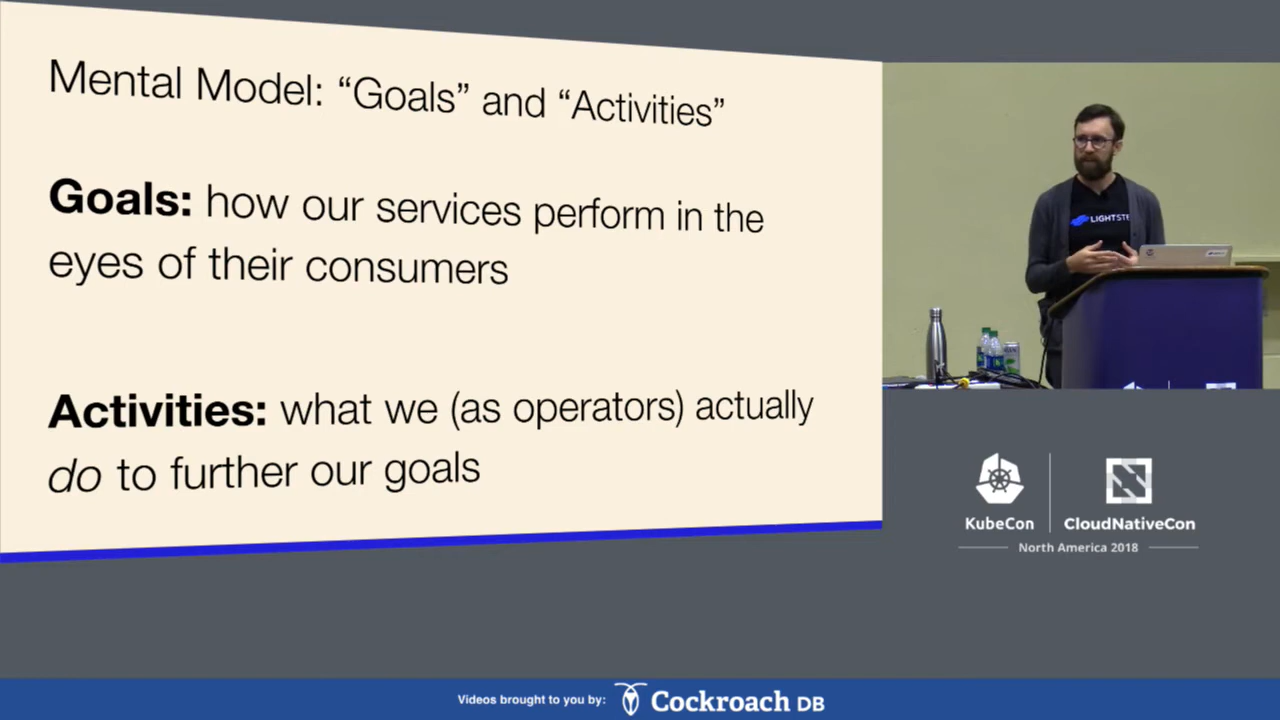 Mental Model: “Goals” and “Activities”
Goals: how our services perform in the
eyes of their consumers
Activities: what we (as operators) actually
do to further our goals
LIGHTSTE
KubeCon
CloudNativeCon
North America 2018
Videos brought to you by:
Cockroach DB